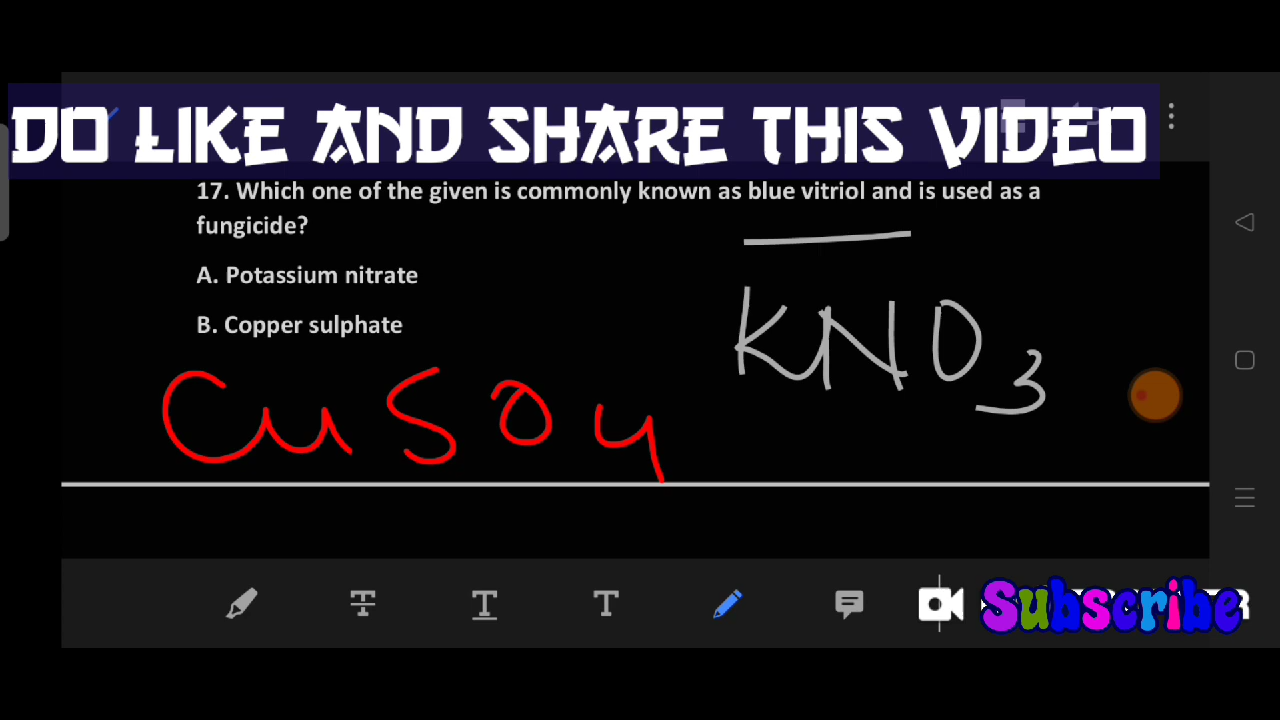 DO LIKE AND SHARE THIS VIDEO
17. Which one of the given is commonly known as blue vitriol and is used as a
fungicide?
A. Potassium nitrate
B. Copper sulphate
KNO3
CuSO4
T T T
Subscribe